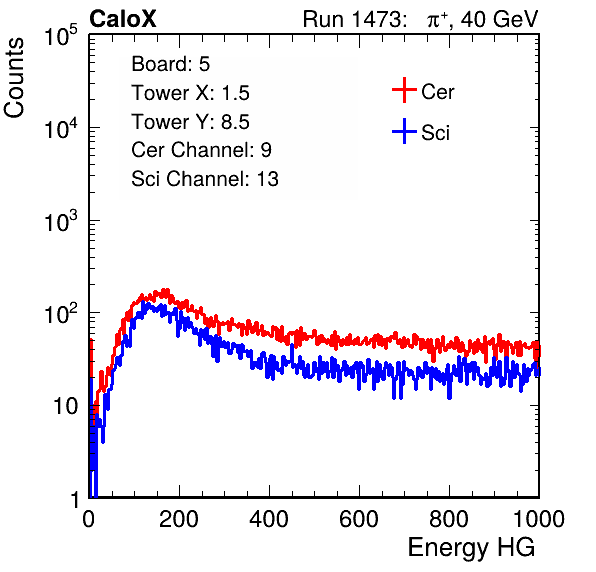 CaloX Run 1473: π⁺, 40 GeV
Board: 5
Tower X: 1.5
Tower Y: 8.5
Cer Channel: 9
Sci Channel: 13
Cer
Sci
Counts
10⁵
10⁴
10³
10²
10
1
0 200 400 600 800 1000
Energy HG